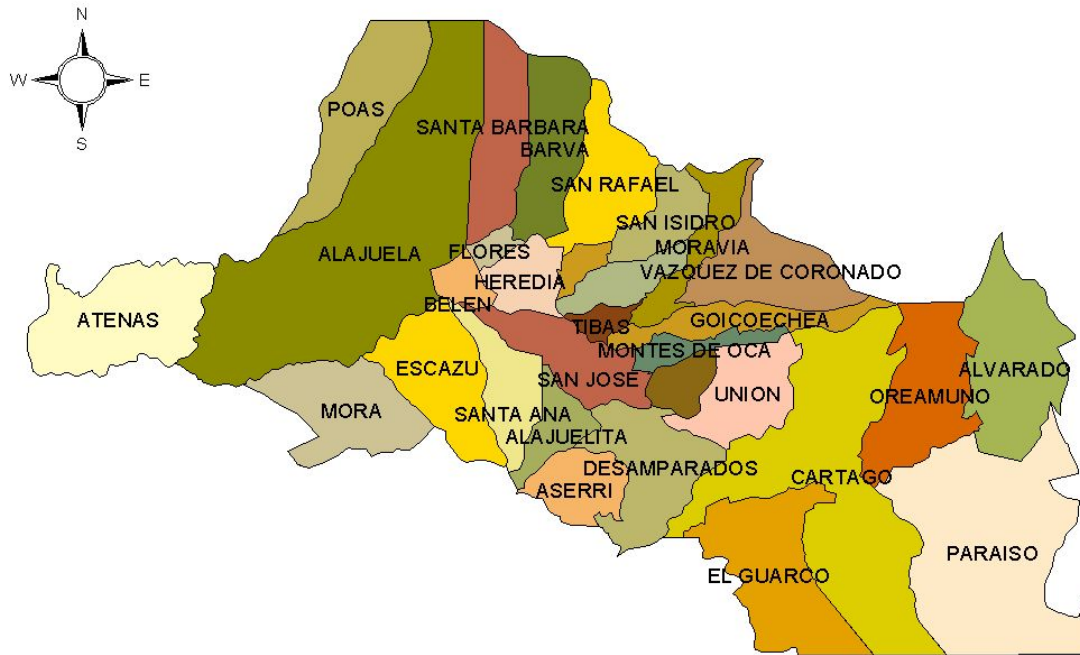 N
W E
S
POAS
SANTA BARBARA
BARVA
SAN RAFAEL
SAN ISIDRO
MORAVIA
ALAJUELA
FLORES
VAZQUEZ DE CORONADO
HEREDIA
BELEN
ATENAS
TIBAS
GOICOECHEA
MONTES DE OCA
ESCAZU
SAN JOSE
UNION
ALVARADO
OREAMUNO
MORA
SANTA ANA
ALAJUELITA
DESAMPARADOS
CARTAGO
ASERRI
PARAISO
EL GUARCO